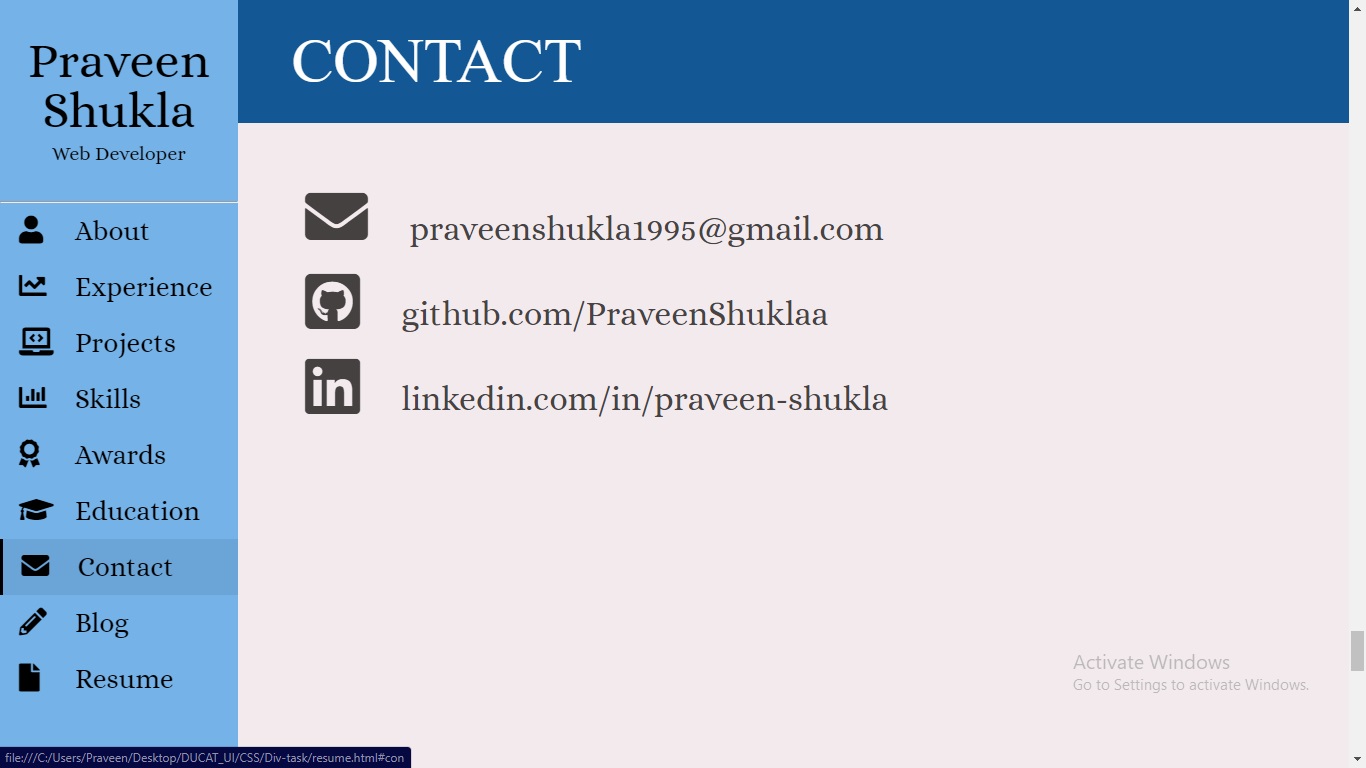 Praveen
Shukla
Web Developer
About
Experience
Projects
Skills
Awards
Education
Contact
Blog
Resume
CONTACT
praveenshukla1995@gmail.com
github.com/PraveenShuklaa
in
linkedin.com/in/praveen-shukla
Activate Windows
Go to Settings to activate Windows.
file:///C:/Users/Praveen/Desktop/DUCAT_UI/CSS/Div-task/resume.html#con